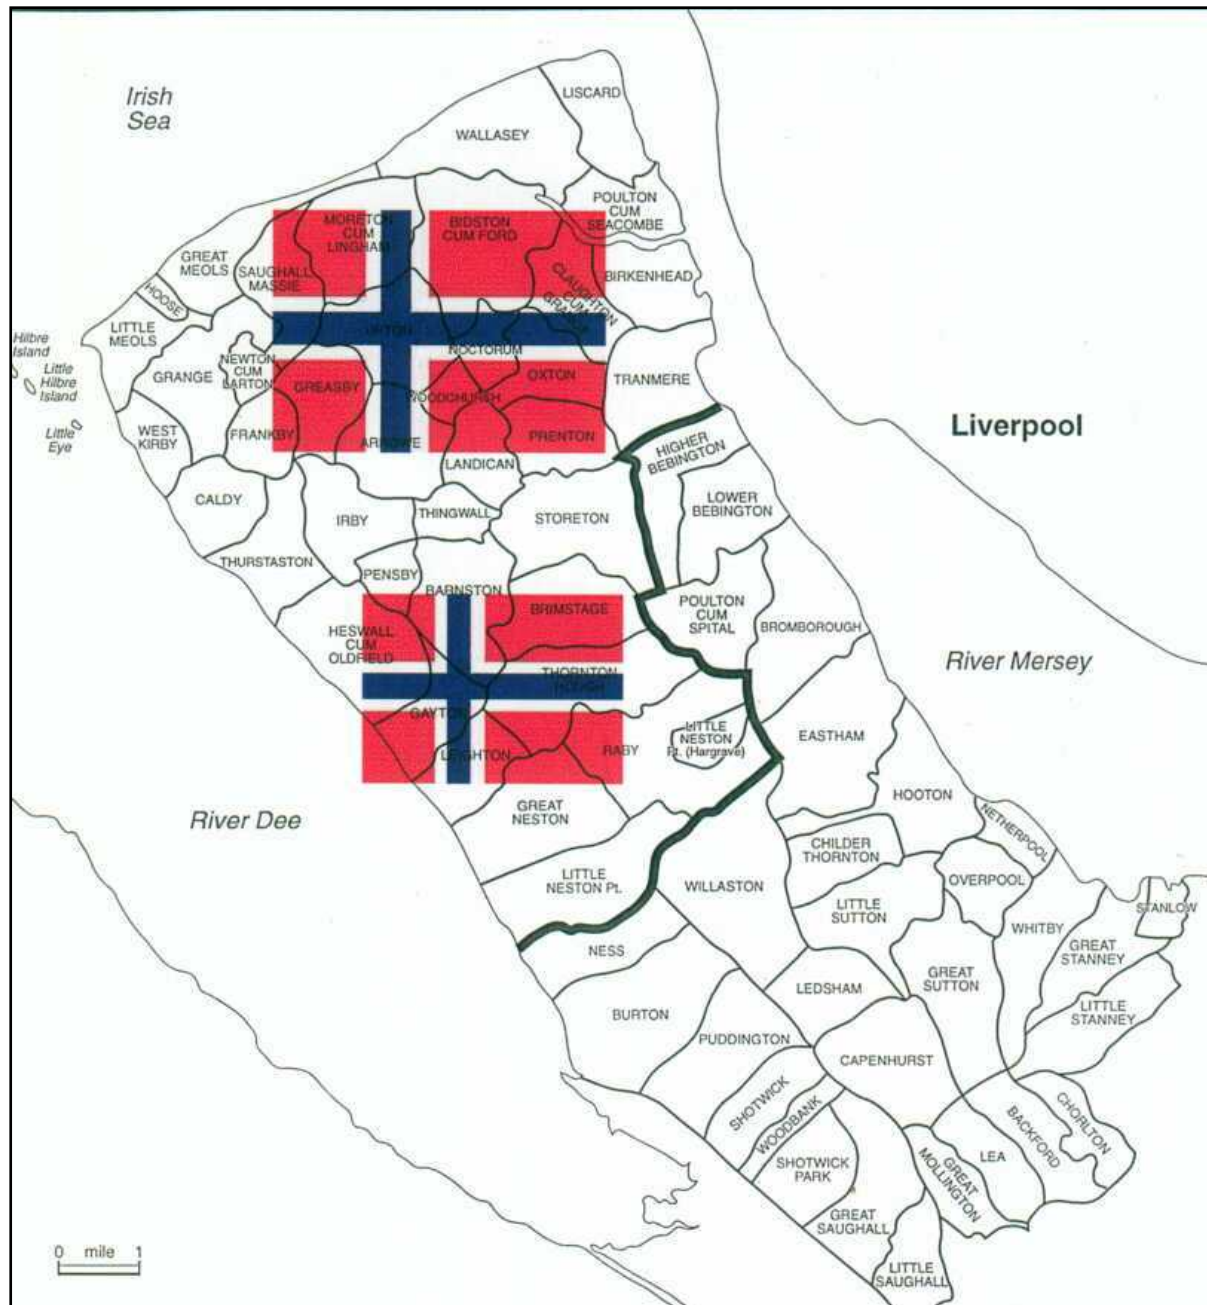 Irish
Sea
LISCARD
WALLASEY
POULTON
CUM
SEACOMBE
MORETON
CUM
LINGHAM
BIDSTON
CUM FORD
GREAT
MEOLS
SAUGHALL
MASSIE
CLAUGHTON
CUM
GRANGE
BIRKENHEAD
HOOSE
LITTLE
MEOLS
UPTON
NOCTORUM
Hilbre
Island
Little
Hilbre
Island
GRANGE
NEWTON
CUM
LARTON
GREASBY
OXTON
TRANMERE
WOODCHURCH
Little
Eye
WEST
KIRBY
FRANKBY
ARROWE
PRENTON
Liverpool
HIGHER
BEBINGTON
LANDICAN
CALDY
IRBY
THINGWALL
STORETON
LOWER
BEBINGTON
THURSTASTON
PENSBY
BARNSTON
BRIMSTAGE
POULTON
CUM
SPITAL
BROMBOROUGH
HESWALL
CUM
OLDFIELD
THORNTON
River Mersey
GAYTON
LEIGHTON
RABY
LITTLE
NESTON
Pt. (Hargrave)
EASTHAM
River Dee
GREAT
NESTON
HOOTON
NETHERPOOL
CHILDER
THORNTON
LITTLE
NESTON Pt.
WILLASTON
OVERPOOL
LITTLE
SUTTON
STANLOW
WHITBY
GREAT
STANNEY
NESS
GREAT
SUTTON
LEDSHAM
LITTLE
STANNEY
BURTON
PUDDINGTON
CAPENHURST
SHOTWICK
WOODBANK
CHORLTON
BACKFORD
SHOTWICK
PARK
LEA
GREAT
MOLLINGTON
GREAT
SAUGHALL
LITTLE
SAUGHALL
0 mile 1